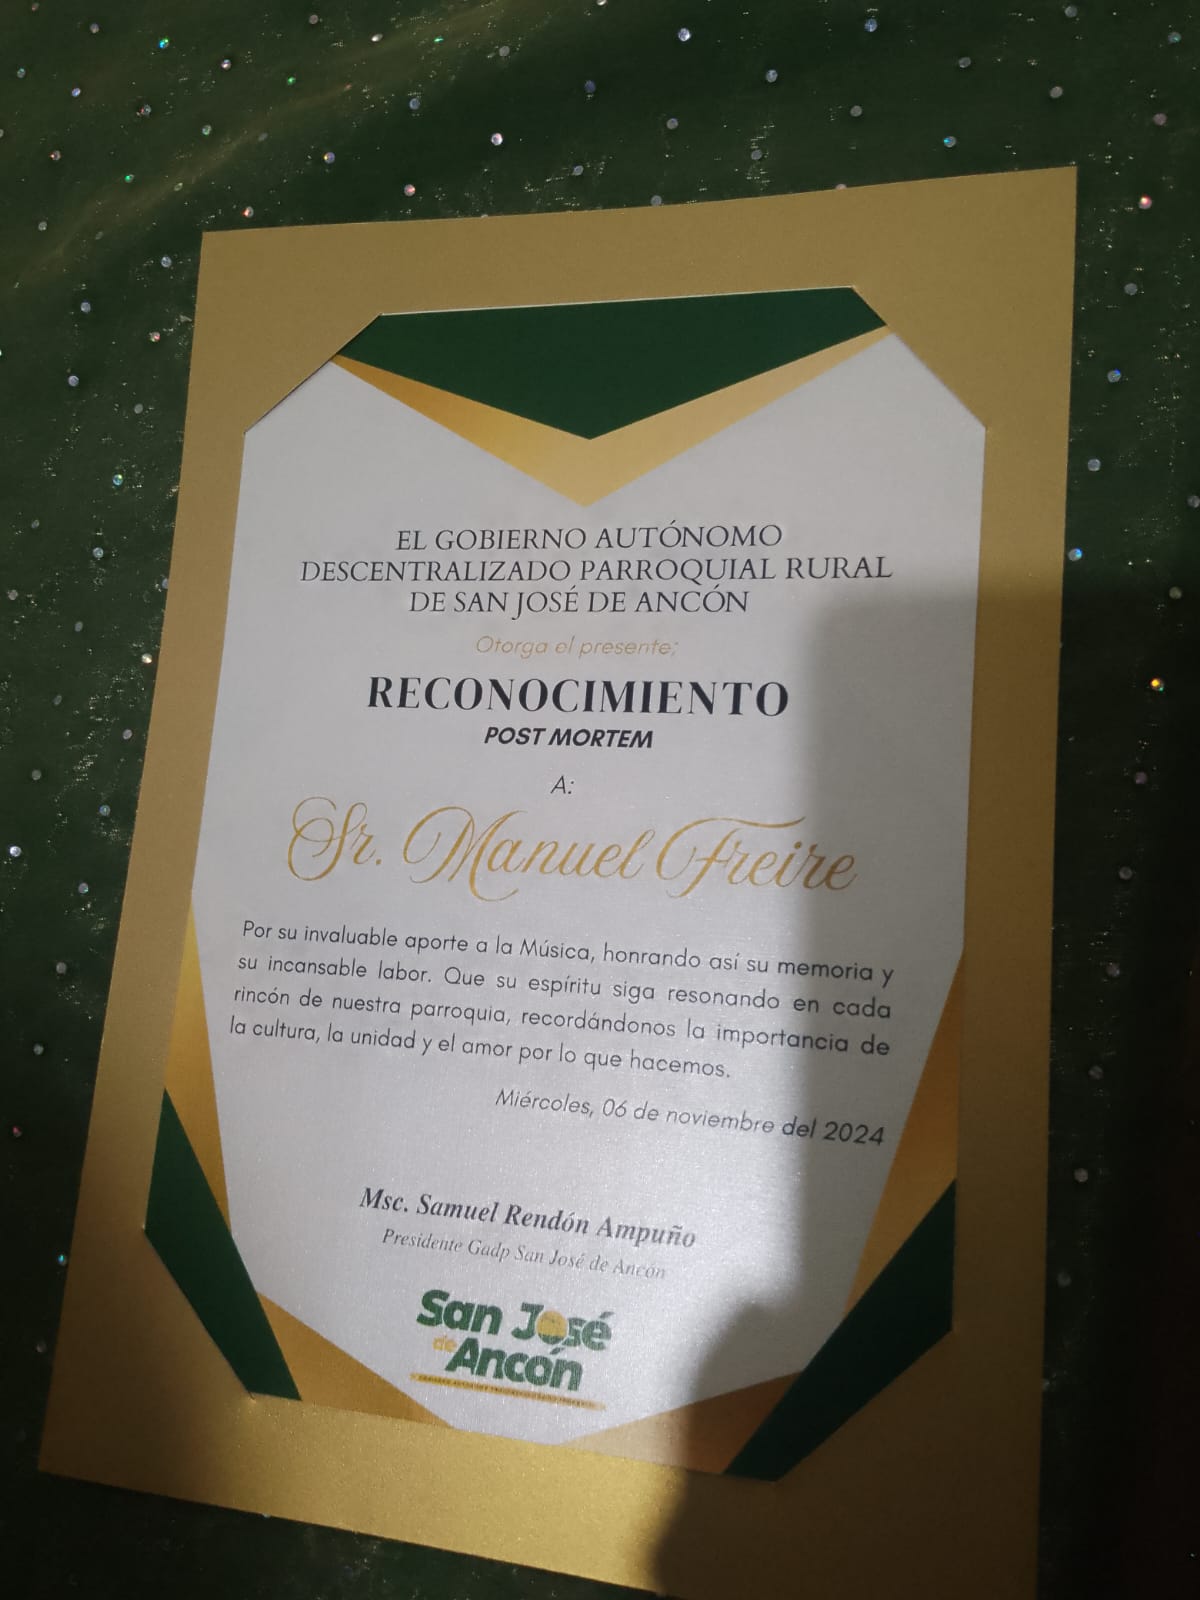 EL GOBIERNO AUTÓNOMO
DESCENTRALIZADO PARROQUIAL RURAL
DE SAN JOSÉ DE ANCÓN
Otorga el presente;
RECONOCIMIENTO
POST MORTEM
A:
Sr. Manuel Freire
Por su invaluable aporte a la Música, honrando así su memoria y
su incansable labor. Que su espíritu siga resonando en cada
rincón de nuestra parroquia, recordándonos la importancia de
la cultura, la unidad y el amor por lo que hacemos.
Miércoles, 06 de noviembre del 2024
Msc. Samuel Rendón Ampuño
Presidente Gadp San José de Ancón
San José
de Ancón